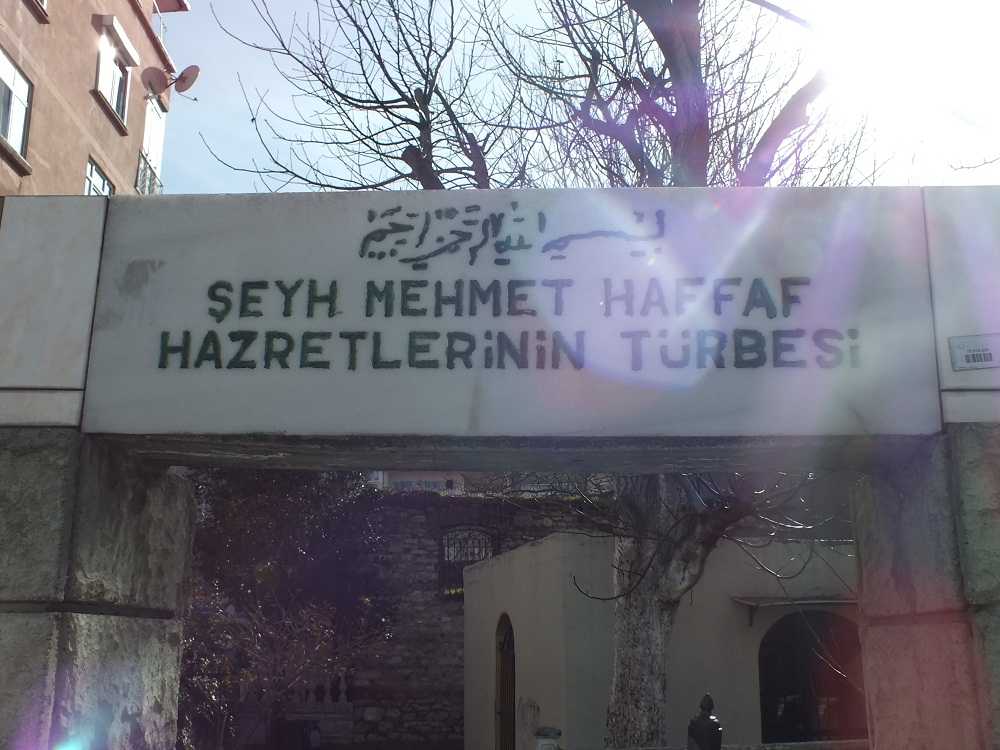 بسم الله الرحمن الرحيم
ŞEYH MEHMET HAFFAF
HAZRETLERİNİN TÜRBESİ